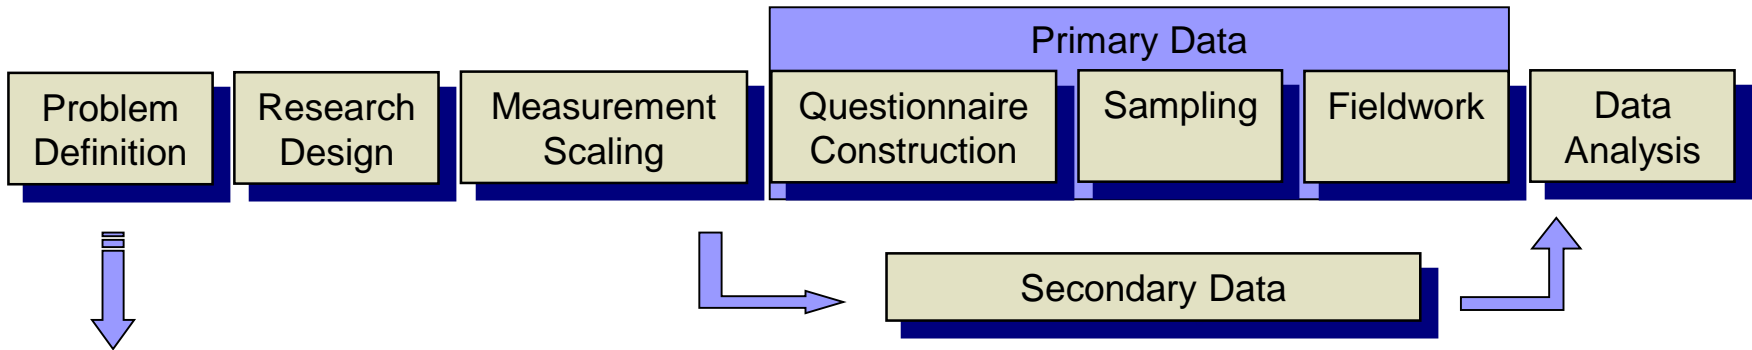 Primary Data
Problem
Definition
Research
Design
Measurement
Scaling
Questionnaire
Construction
Sampling
Fieldwork
Data
Analysis
Secondary Data